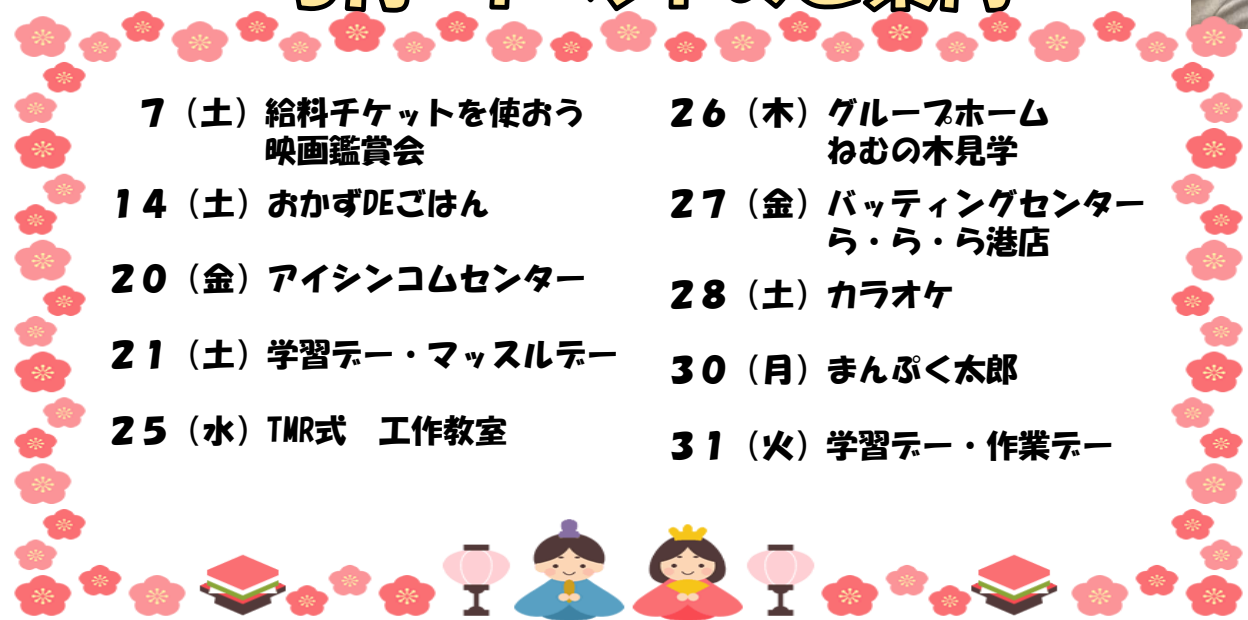 7（土）給料チケットを使おう
映画鑑賞会
14（土）おかずDEごはん
20（金）アイシンコムセンター
21（土）学習デー・マッスルデー
25（水）TMR式　工作教室
26（木）グループホーム
ねむの木見学
27（金）バッティングセンター
ら・ら・ら港店
28（土）カラオケ
30（月）まんぷく太郎
31（火）学習デー・作業デー